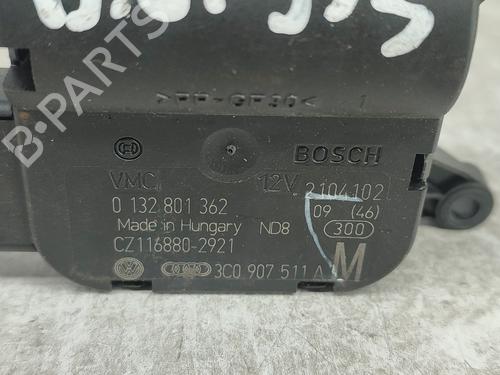 >PP-GF30< 1
BOSCH
VMC 12V 2104102
0 132 801 362 09 (46)
Made in Hungary ND8 300
CZ116880-2921
3C0 907 511 A M
B-PARTS